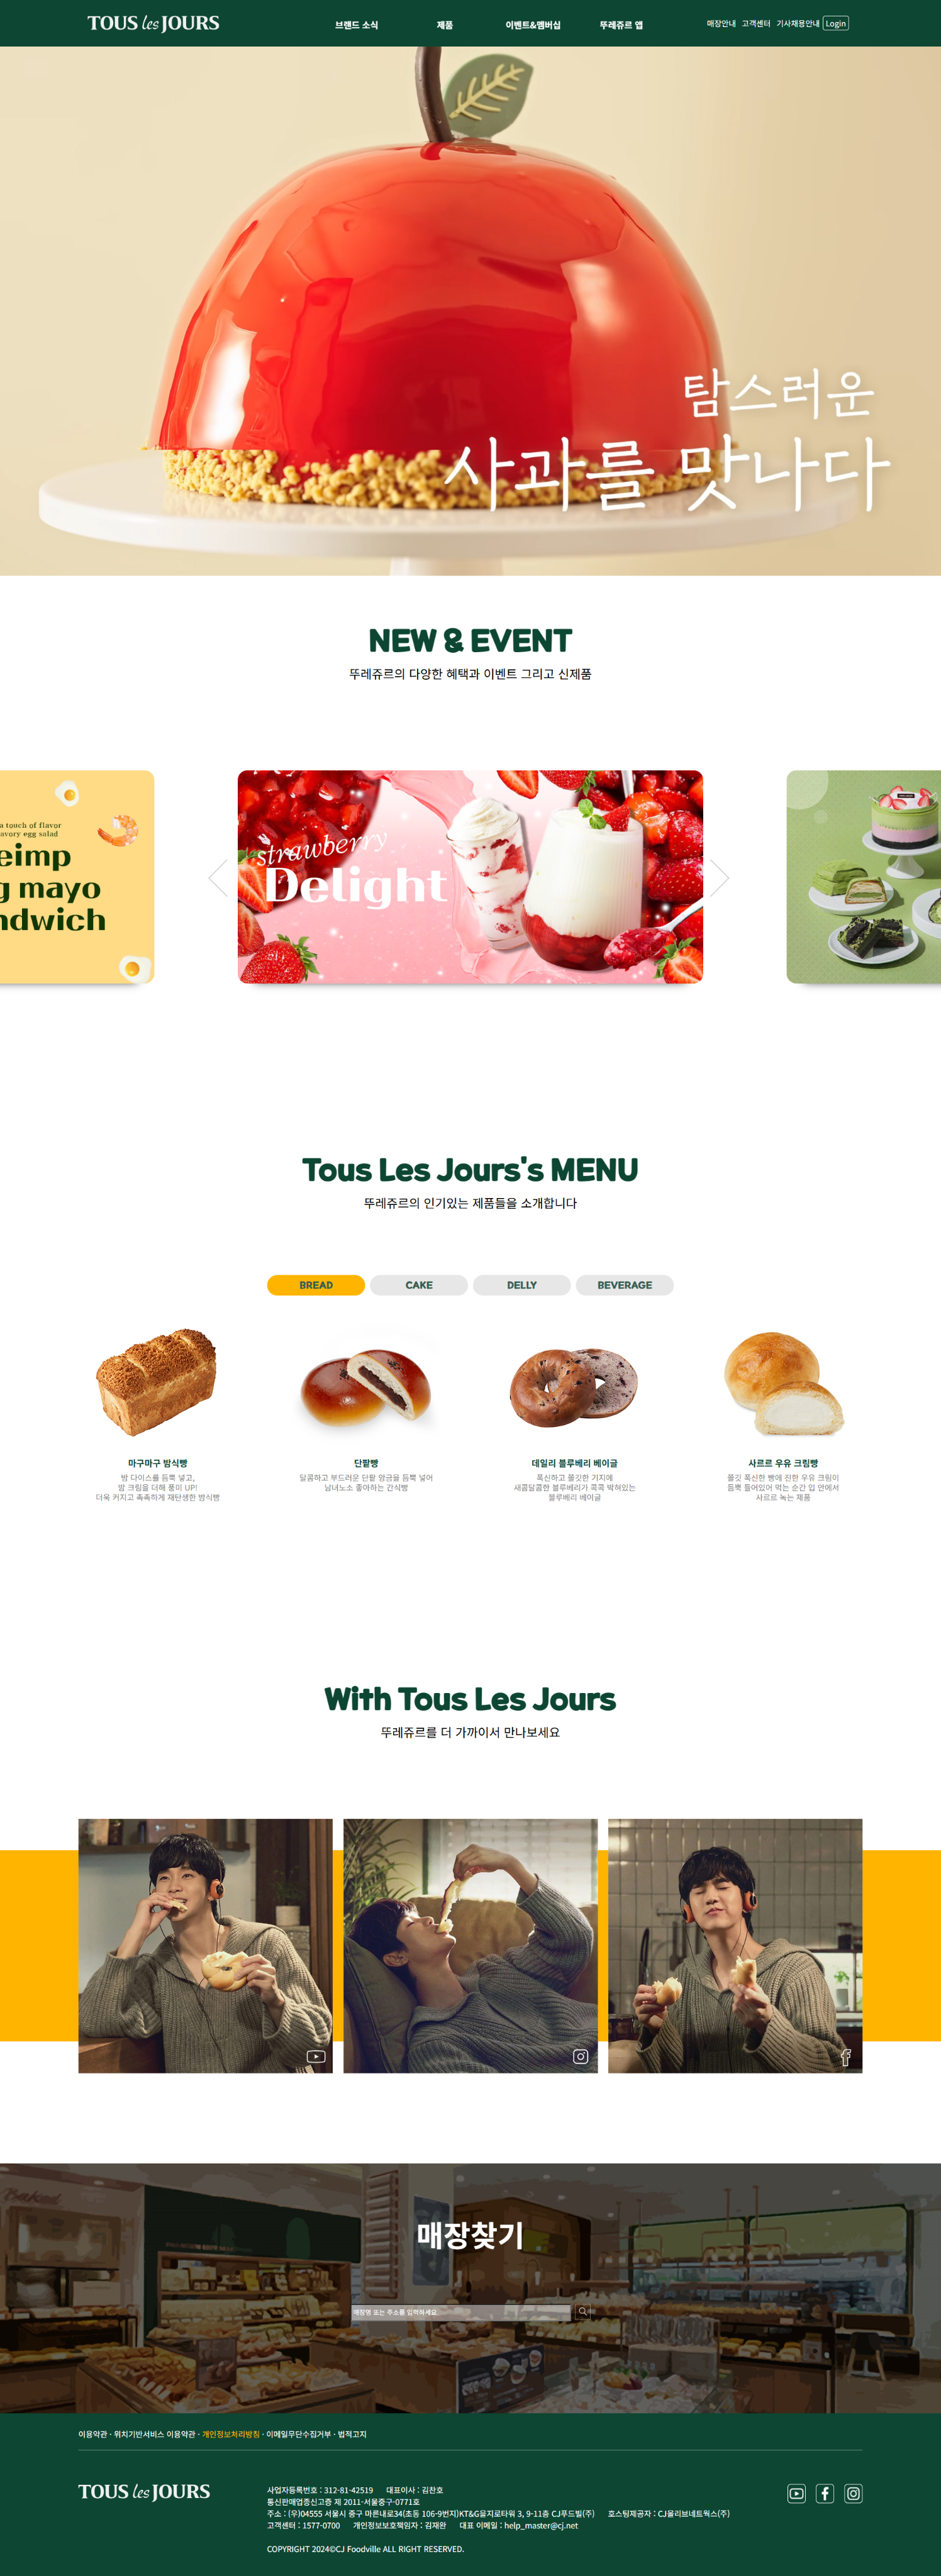 TOUS les JOURS
브랜드 소식
제품
이벤트&멤버십
뚜레쥬르 앱
매장안내
고객센터
기사채용안내
Login
탐스러운
사과를 맛나다
NEW & EVENT
뚜레쥬르의 다양한 혜택과 이벤트 그리고 신제품
a touch of flavor
avory egg salad
eimp
g mayo
ndwich
strawberry
Delight
Tous Les Jours's MENU
뚜레쥬르의 인기있는 제품들을 소개합니다
BREAD
CAKE
DELLY
BEVERAGE
마구마구 밤식빵
밤 다이스를 듬뿍 넣고,
밤 크림을 더해 풍미 UP!
더욱 커지고 촉촉하게 재탄생한 밤식빵
단팥빵
달콤하고 부드러운 단팥 앙금을 듬뿍 넣어
남녀노소 좋아하는 간식빵
데일리 블루베리 베이글
폭신하고 쫄깃한 기지에
새콤달콤한 블루베리가 콕콕 박혀있는
블루베리 베이글
사르르 우유 크림빵
쫄깃 폭신한 빵에 진한 우유 크림이
듬뿍 들어있어 먹는 순간 입 안에서
사르르 녹는 제품
With Tous Les Jours
뚜레쥬르를 더 가까이서 만나보세요
매장찾기
매장명 또는 주소를 입력하세요.
이용약관 · 위치기반서비스 이용약관 · 개인정보처리방침 · 이메일무단수집거부 · 법적고지
TOUS les JOURS
사업자등록번호 : 312-81-42519 대표이사 : 김찬호
통신판매업종신고증 제 2011-서울중구-0771호
주소 : (우)04555 서울시 중구 마른내로34(초동 106-9번지)KT&G을지로타워 3, 9-11층 CJ푸드빌(주) 호스팅제공자 : CJ올리브네트웍스(주)
고객센터 : 1577-0700 개인정보보호책임자 : 김재완 대표 이메일 : help_master@cj.net
COPYRIGHT 2024©CJ Foodville ALL RIGHT RESERVED.